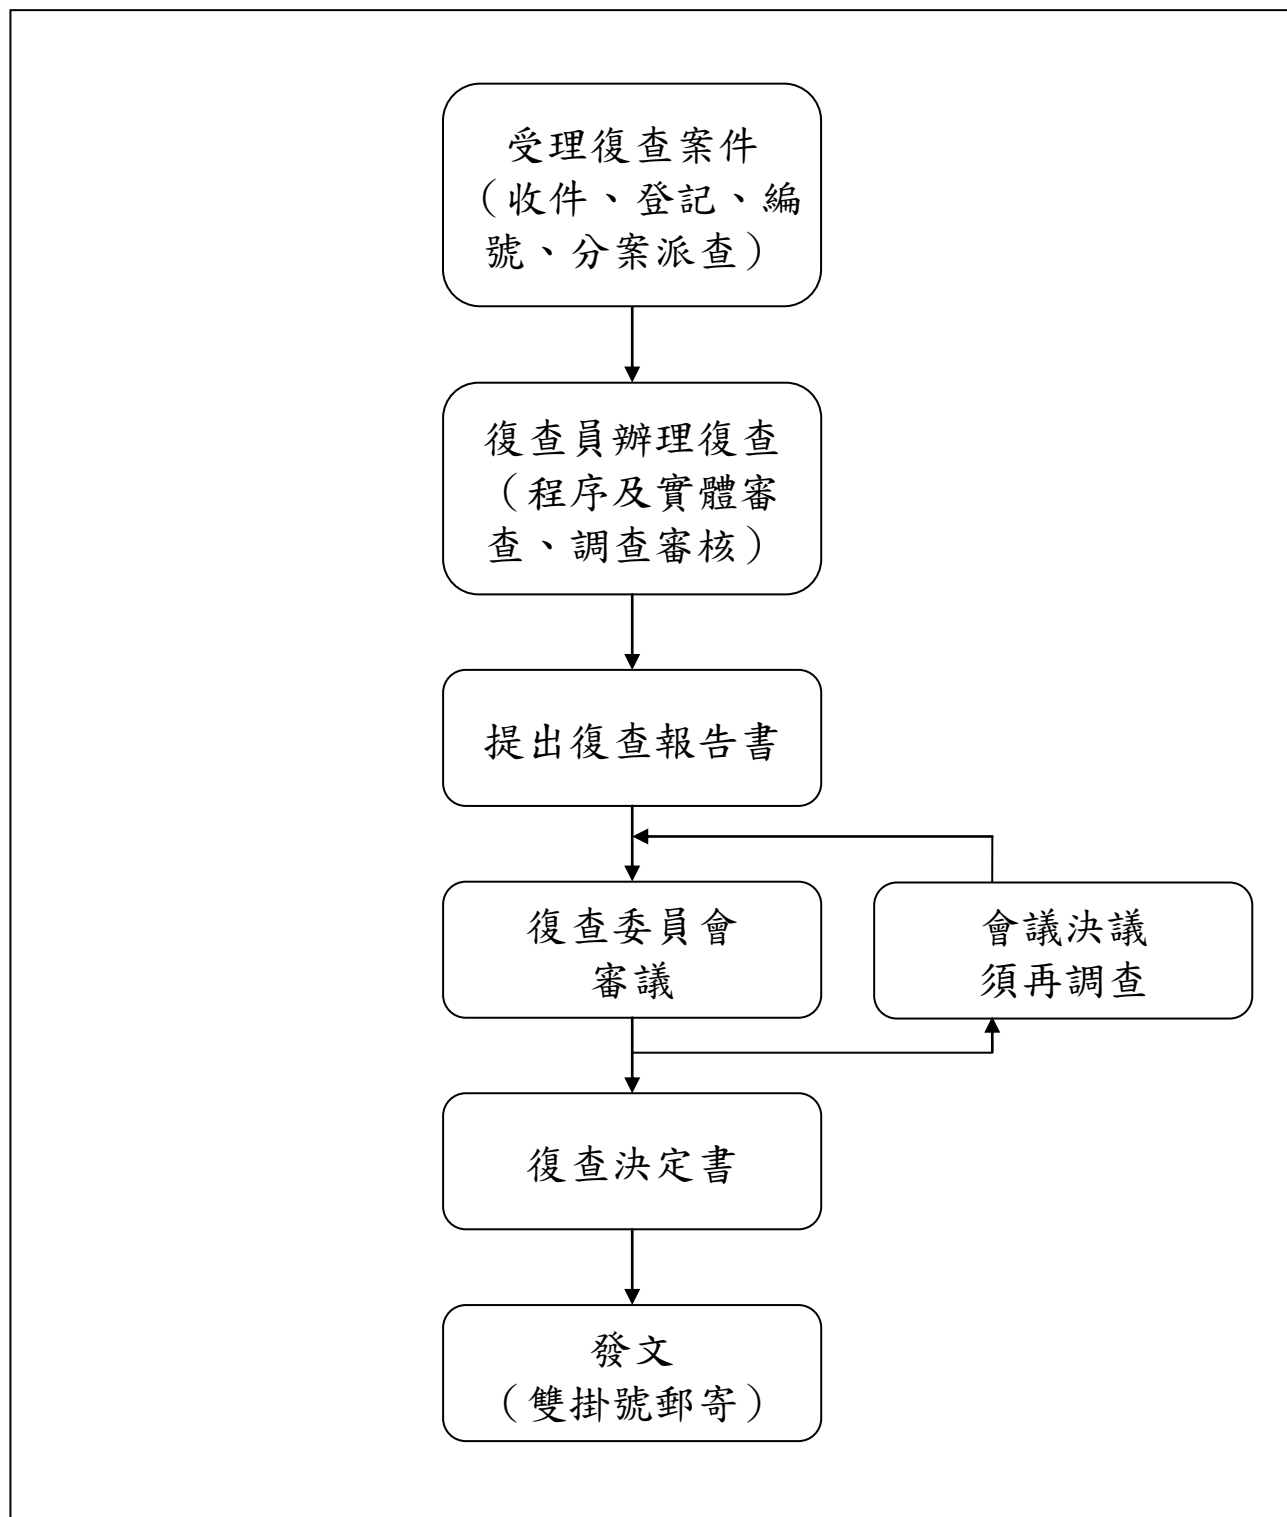 受理復查案件
（收件、登記、編
號、分案派查）
復查員辦理復查
（程序及實體審
查、調查審核）
提出復查報告書
復查委員會
審議
會議決議
須再調查
復查決定書
發文
（雙掛號郵寄）